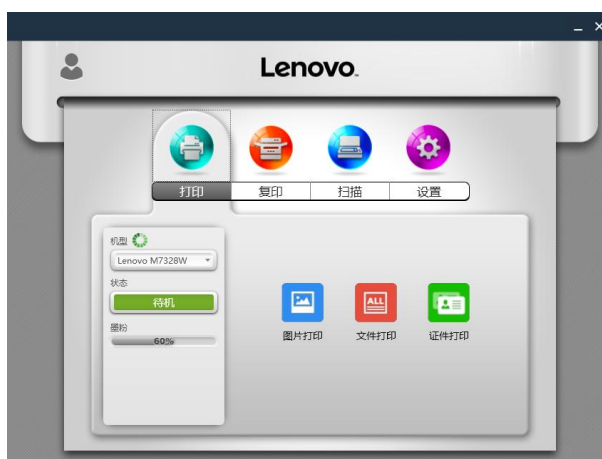 Lenovo.
打印 复印 扫描 设置
机型
Lenovo M7328W
状态
待机
墨粉
60%
ALL
图片打印 文件打印 证件打印